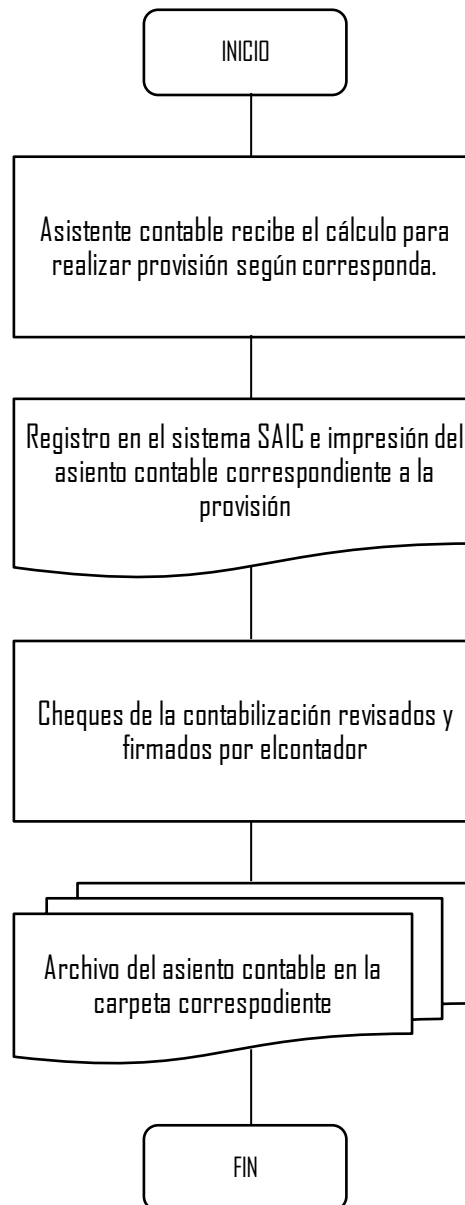 INICIO
Asistente contable recibe el cálculo para
realizar provisión según corresponda.
Registro en el sistema SAIC e impresión del
asiento contable correspondiente a la
provisión
Cheques de la contabilización revisados y
firmados por elcontador
Archivo del asiento contable en la
carpeta correspodiente
FIN